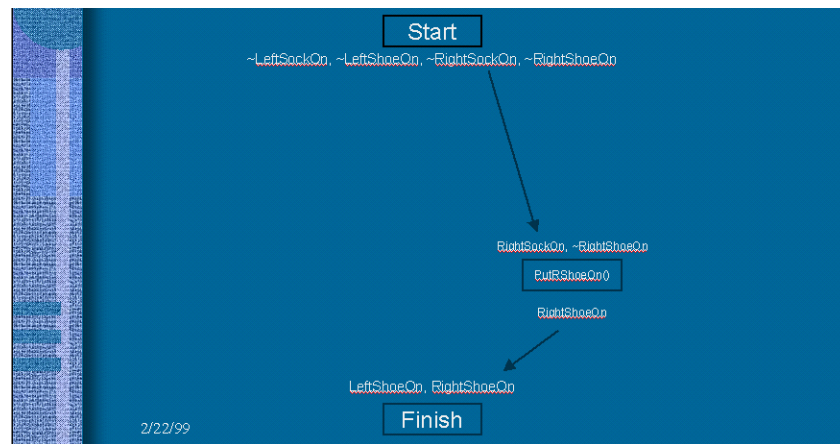 Start
~LeftSockOn, ~LeftShoeOn, ~RightSockOn, ~RightShoeOn
RightSockOn, ~RightShoeOn
PutRShoeOn()
RightShoeOn
LeftShoeOn, RightShoeOn
Finish
2/22/99